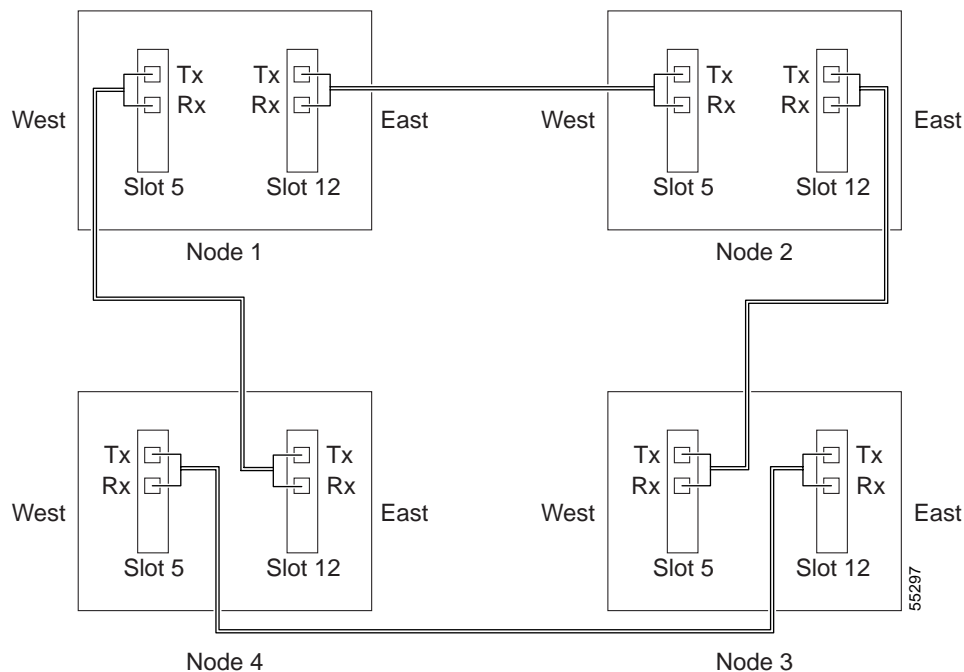 Tx Tx Tx Tx
Rx Rx Rx Rx
West East West East
Slot 5 Slot 12 Slot 5 Slot 12
Node 1 Node 2
Tx Tx Tx Tx
Rx Rx Rx Rx
West East West East
Slot 5 Slot 12 Slot 5 Slot 12
55297
Node 4 Node 3